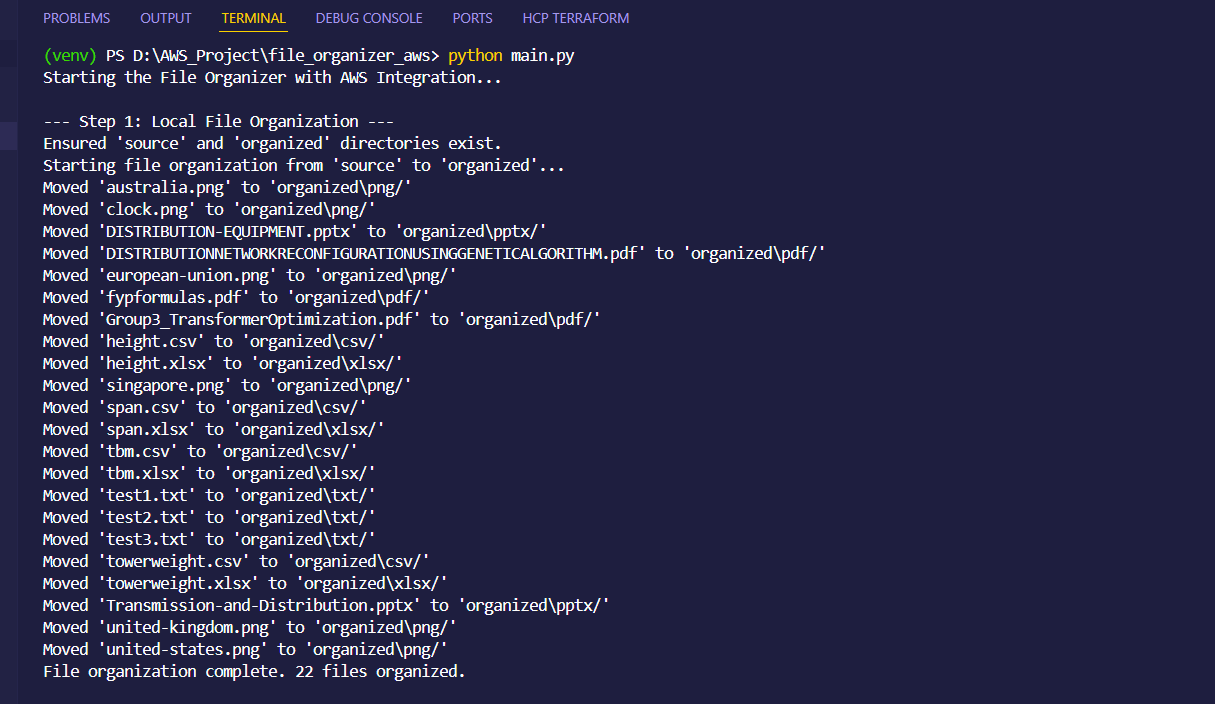 PROBLEMS OUTPUT TERMINAL DEBUG CONSOLE PORTS HCP TERRAFORM
(venv) PS D:\AWS_Project\file_organizer_aws> python main.py
Starting the File Organizer with AWS Integration...
--- Step 1: Local File Organization ---
Ensured 'source' and 'organized' directories exist.
Starting file organization from 'source' to 'organized'...
Moved 'australia.png' to 'organized\png/'
Moved 'clock.png' to 'organized\png/'
Moved 'DISTRIBUTION-EQUIPMENT.pptx' to 'organized\pptx/'
Moved 'DISTRIBUTIONNETWORKRECONFIGURATIONUSINGGENETICALGORITHM.pdf' to 'organized\pdf/'
Moved 'european-union.png' to 'organized\png/'
Moved 'fypformulas.pdf' to 'organized\pdf/'
Moved 'Group3_TransformerOptimization.pdf' to 'organized\pdf/'
Moved 'height.csv' to 'organized\csv/'
Moved 'height.xlsx' to 'organized\xlsx/'
Moved 'singapore.png' to 'organized\png/'
Moved 'span.csv' to 'organized\csv/'
Moved 'span.xlsx' to 'organized\xlsx/'
Moved 'tbm.csv' to 'organized\csv/'
Moved 'tbm.xlsx' to 'organized\xlsx/'
Moved 'test1.txt' to 'organized\txt/'
Moved 'test2.txt' to 'organized\txt/'
Moved 'test3.txt' to 'organized\txt/'
Moved 'towerweight.csv' to 'organized\csv/'
Moved 'towerweight.xlsx' to 'organized\xlsx/'
Moved 'Transmission-and-Distribution.pptx' to 'organized\pptx/'
Moved 'united-kingdom.png' to 'organized\png/'
Moved 'united-states.png' to 'organized\png/'
File organization complete. 22 files organized.